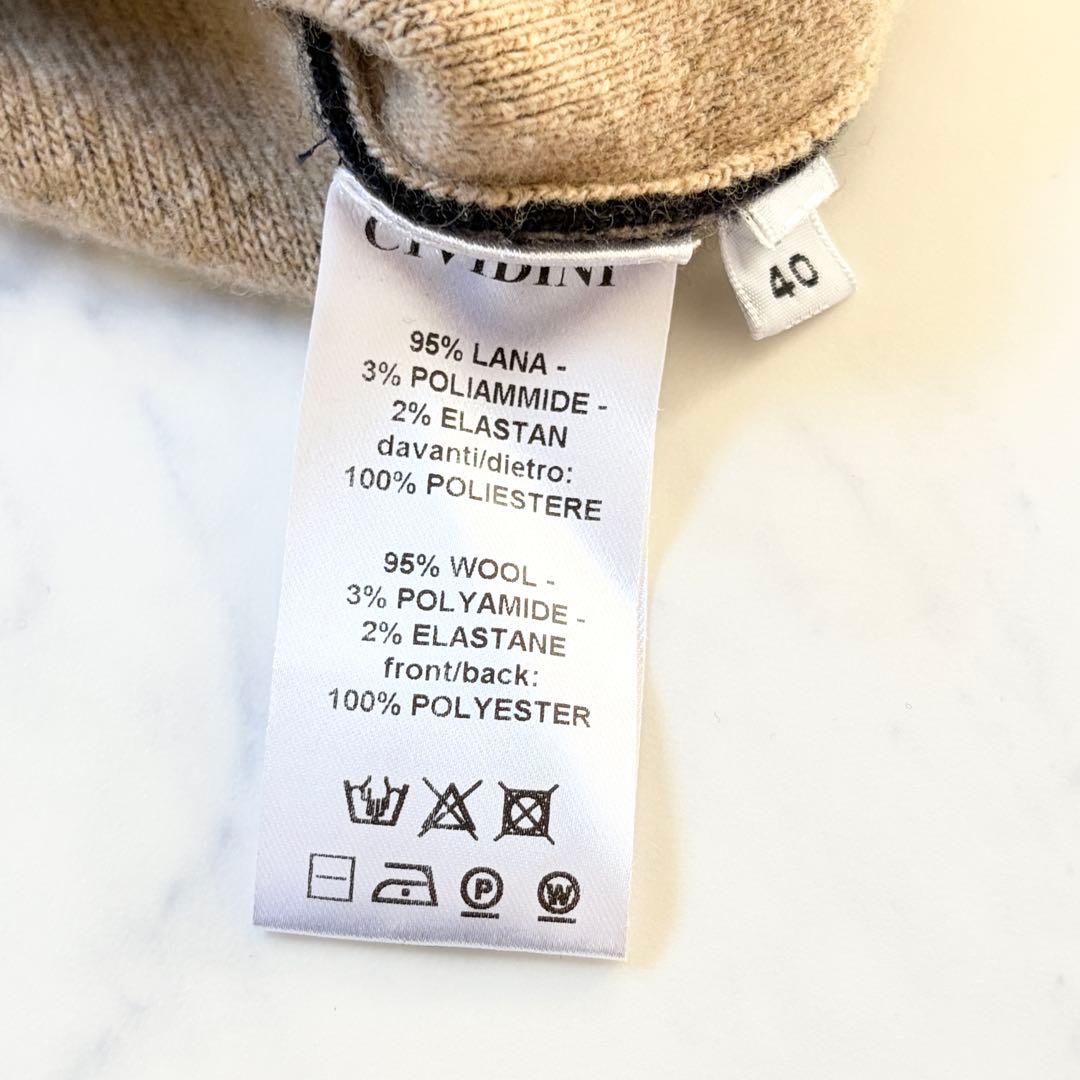 CIVIDINI
40
95% LANA -
3% POLIAMMIDE -
2% ELASTAN
davanti/dietro:
100% POLIESTERE
95% WOOL -
3% POLYAMIDE -
2% ELASTANE
front/back:
100% POLYESTER
P W